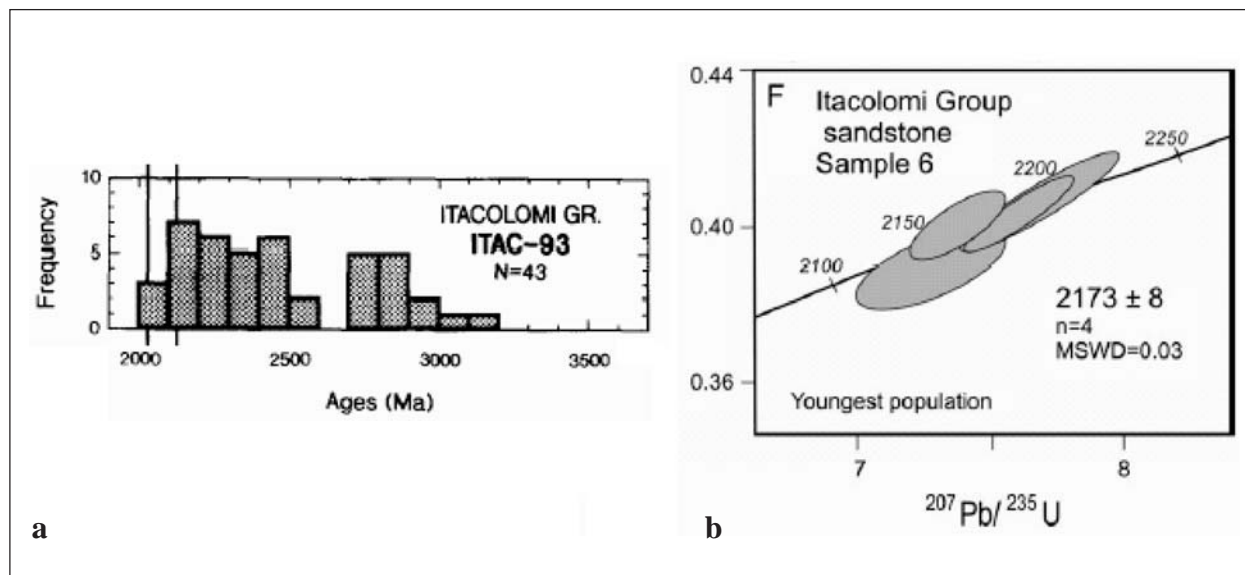 10
5
0
Frequency
ITACOLOMI GR.
ITAC-93
N=43
2000
2500
3000
3500
Ages (Ma)
a
0.44
0.40
0.36
F
Itacolomi Group
sandstone
Sample 6
2250
2200
2150
2100
2173 ± 8
n=4
MSWD=0.03
Youngest population
7
8
²⁰⁷Pb/²³⁵U
b